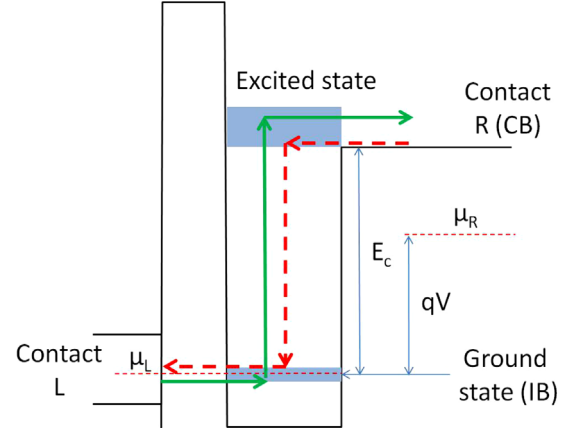 Excited state
Contact
R (CB)
μR
Ec
qV
Contact
L
μL
Ground
state (IB)